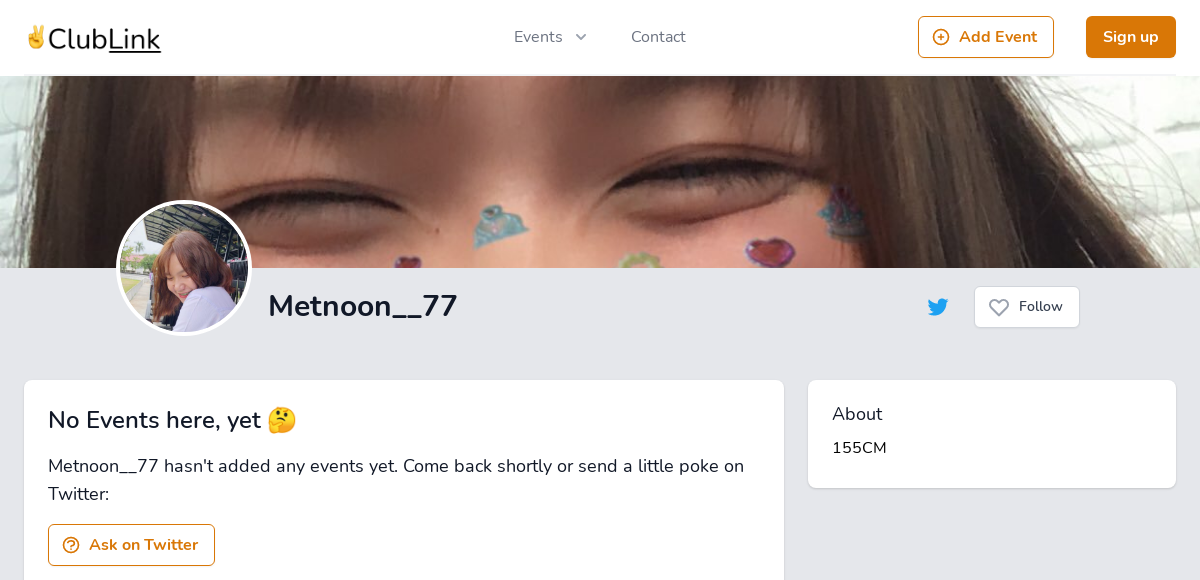 ✌️ClubLink
Events
Contact
Add Event
Sign up
Metnoon__77
Follow
No Events here, yet 🤔
Metnoon__77 hasn't added any events yet. Come back shortly or send a little poke on
Twitter:
Ask on Twitter
About
155CM